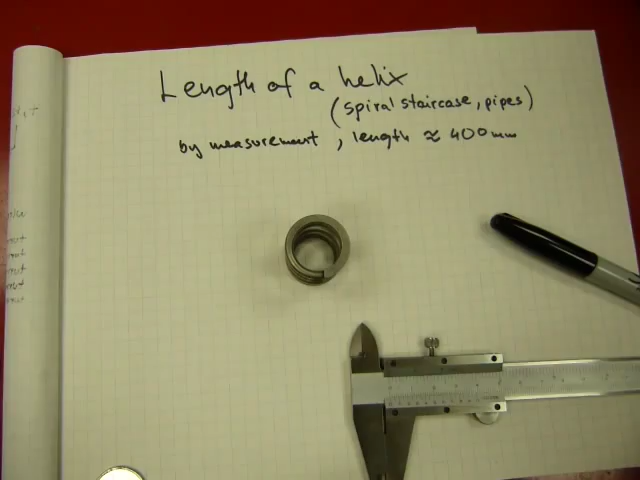 Length of a helix
(spiral staircase, pipes)
by measurement, length ≈ 400mm